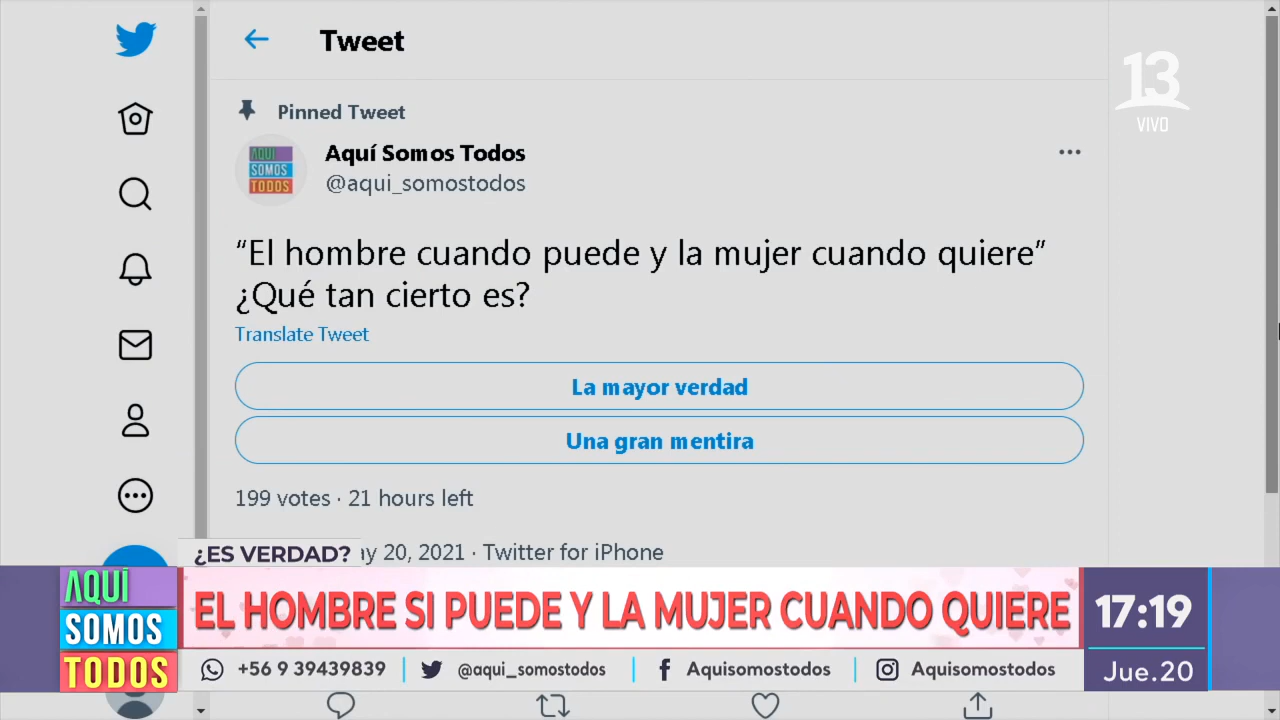 Tweet
13
VIVO
Pinned Tweet
AQUÍ
SOMOS
TODOS
Aquí Somos Todos
@aqui_somostodos
“El hombre cuando puede y la mujer cuando quiere”
¿Qué tan cierto es?
Translate Tweet
La mayor verdad
Una gran mentira
199 votes · 21 hours left
20, 2021 · Twitter for iPhone
¿ES VERDAD?
AQUÍ
SOMOS
TODOS
EL HOMBRE SI PUEDE Y LA MUJER CUANDO QUIERE
17:19
Jue.20
+56 9 39439839
@aqui_somostodos
Aquisomostodos
Aquisomostodos